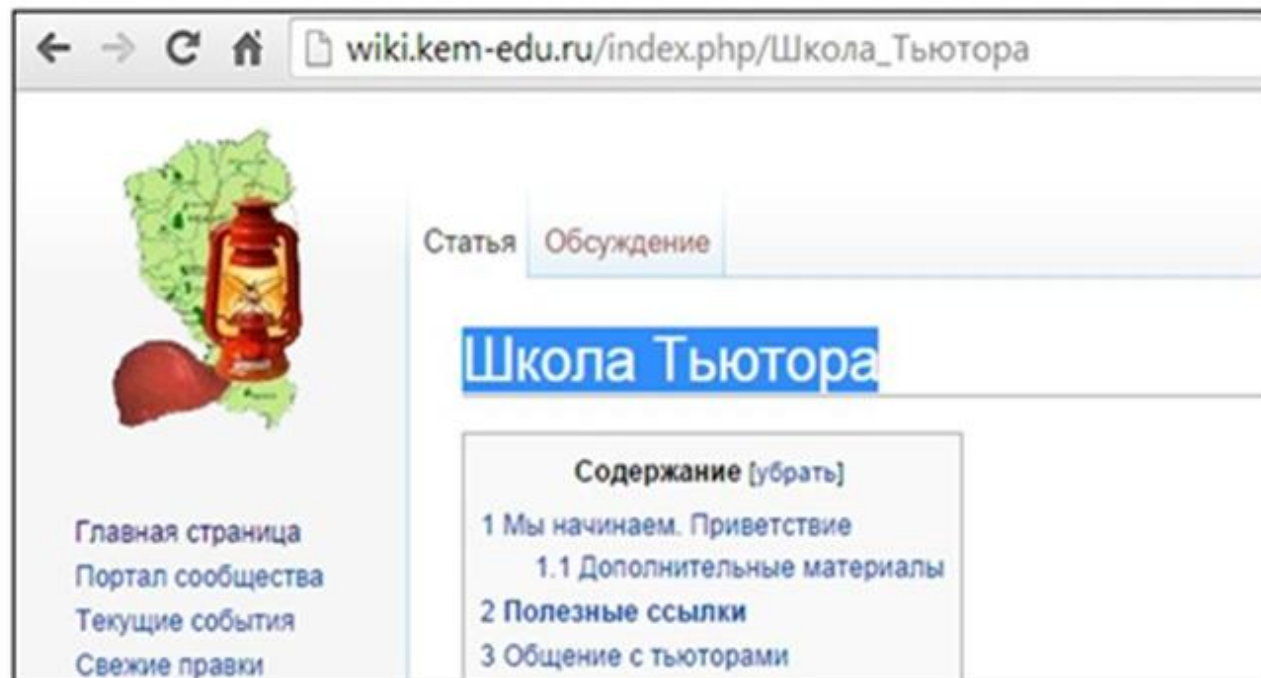 wiki.kem-edu.ru/index.php/Школа_Тьютора
Статья Обсуждение
Школа Тьютора
Содержание [убрать]
1 Мы начинаем. Приветствие
1.1 Дополнительные материалы
2 Полезные ссылки
3 Общение с тьюторами
Главная страница
Портал сообщества
Текущие события
Свежие правки